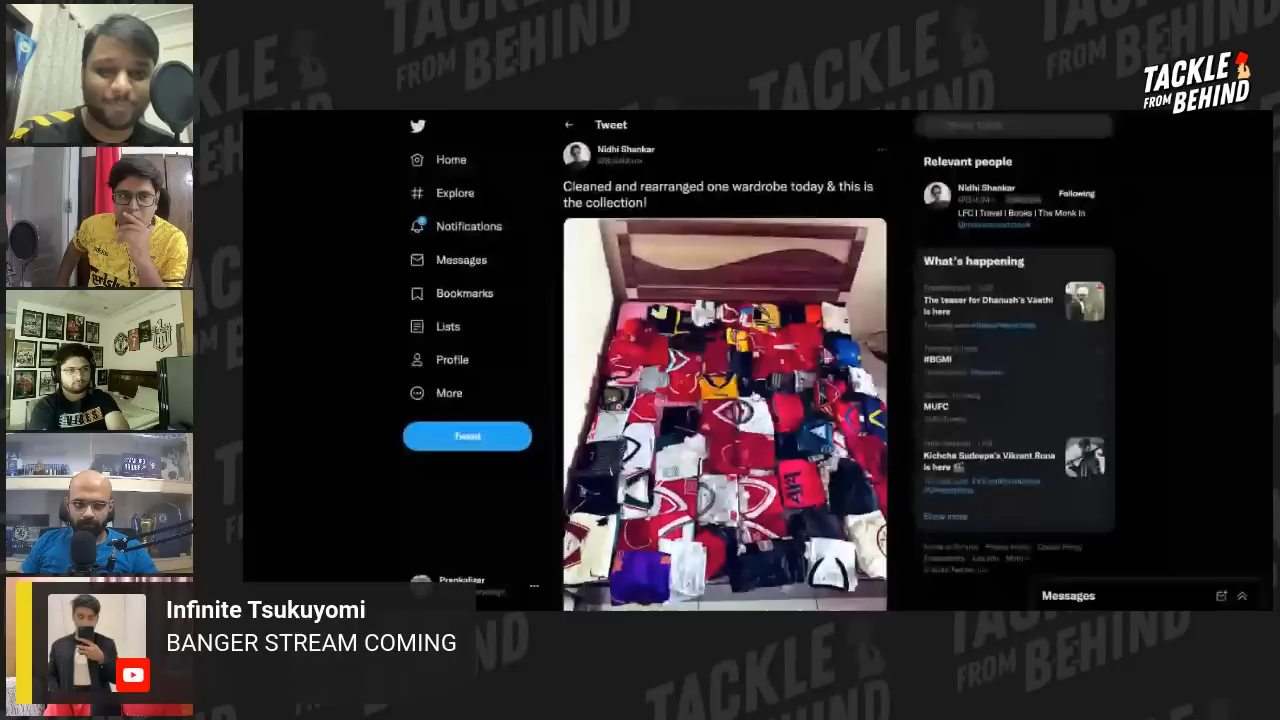 TACKLE
FROM BEHIND
Home
Explore
Notifications
Messages
Bookmarks
Lists
Profile
More
Tweet
Prankalizer
Tweet
Nidhi Shankar
Cleaned and rearranged one wardrobe today & this is
the collection!
Relevant people
Nidhi Shankar
Following
LFC | Travel | Books | The Monk In
What's happening
The teaser for Dhanush's Vaathi
is here
#BGMI
MUFC
Kichcha Sudeepa's Vikrant Rona
is here
Show more
Messages
Infinite Tsukuyomi
BANGER STREAM COMING